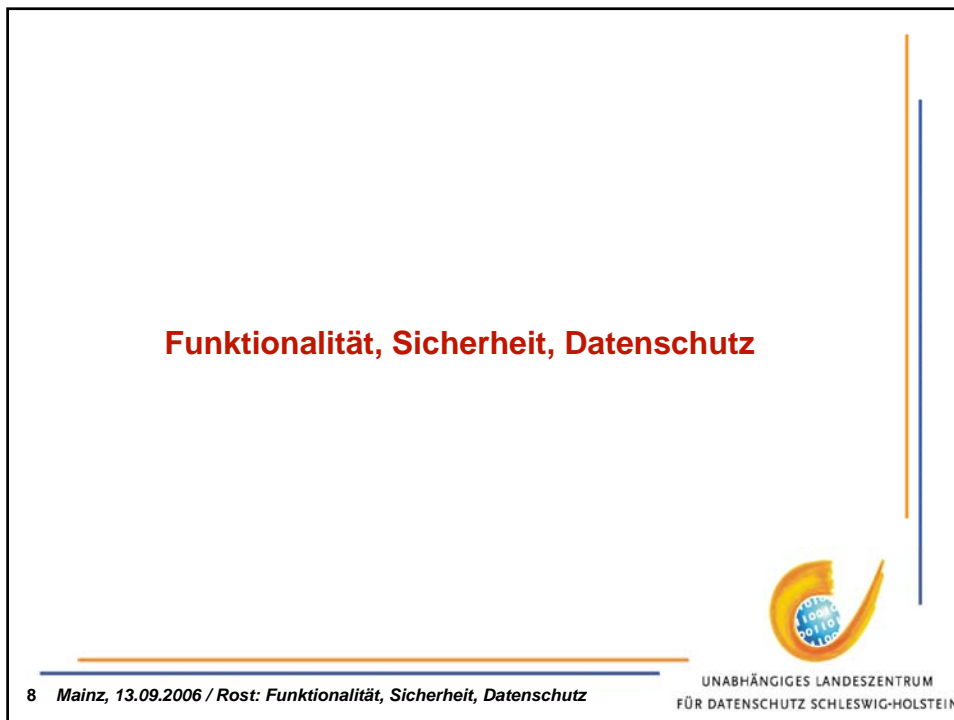 Funktionalität, Sicherheit, Datenschutz
8 Mainz, 13.09.2006 / Rost: Funktionalität, Sicherheit, Datenschutz
UNABHÄNGIGES LANDESZENTRUM
FÜR DATENSCHUTZ SCHLESWIG-HOLSTEIN